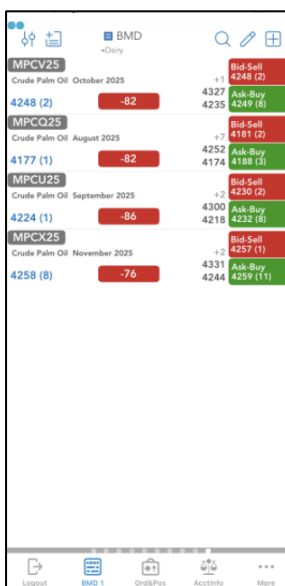 BMD
◂Dairy
MPCV25
Crude Palm Oil October 2025
4248 (2)
-82
+1
4327
4235
Bid-Sell
4248 (2)
Ask-Buy
4249 (8)
MPCQ25
Crude Palm Oil August 2025
4177 (1)
-82
+7
4252
4174
Bid-Sell
4181 (2)
Ask-Buy
4188 (3)
MPCU25
Crude Palm Oil September 2025
4224 (1)
-86
+2
4300
4218
Bid-Sell
4230 (2)
Ask-Buy
4232 (8)
MPCX25
Crude Palm Oil November 2025
4258 (8)
-76
+2
4331
4244
Bid-Sell
4257 (1)
Ask-Buy
4259 (11)
Logout
BMD 1
Ord&Pos
AcctInfo
More